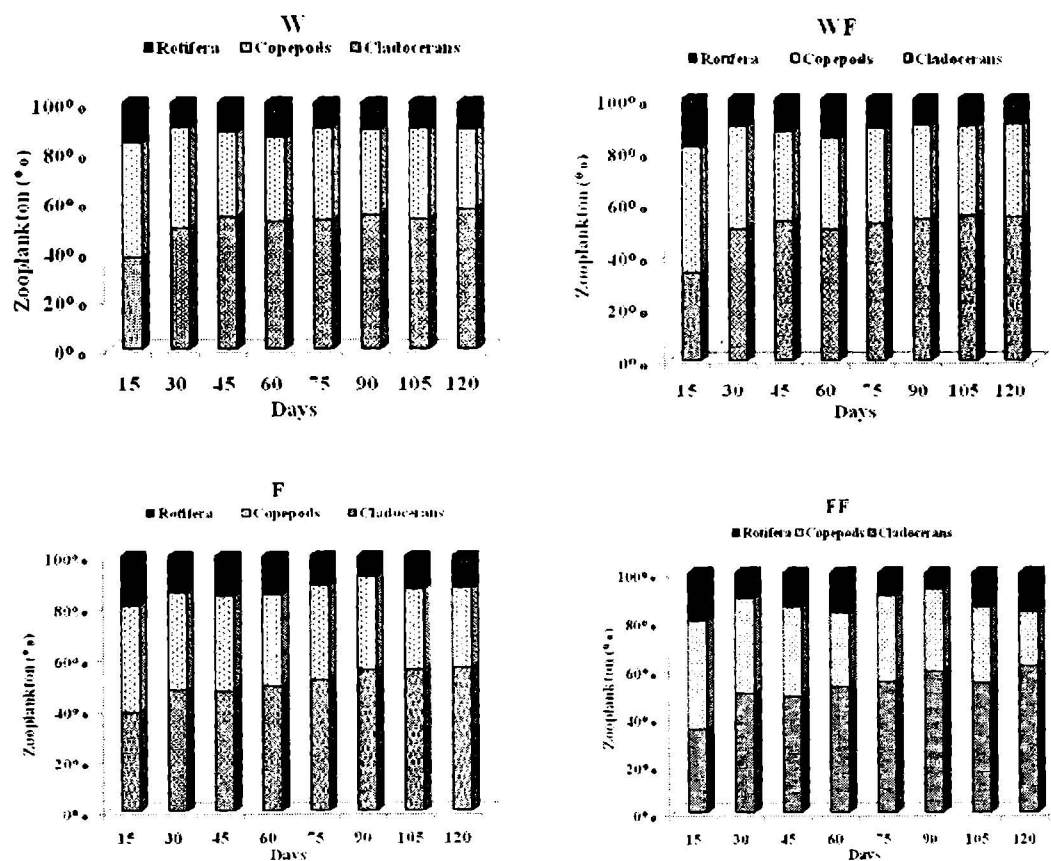 W
Rotifera Copepods Cladocerans
100%
80%
60%
40%
20%
0%
Zooplankton (%)
15 30 45 60 75 90 105 120
Days
WF
Rotifera Copepods Cladocerans
100%
80%
60%
40%
20%
0%
Zooplankton (%)
15 30 45 60 75 90 105 120
Days
F
Rotifera Copepods Cladocerans
100%
80%
60%
40%
20%
0%
Zooplankton (%)
15 30 45 60 75 90 105 120
Days
FF
Rotifera Copepods Cladocerans
100%
80%
60%
40%
20%
0%
Zooplankton (%)
15 30 45 60 75 90 105 120
Days